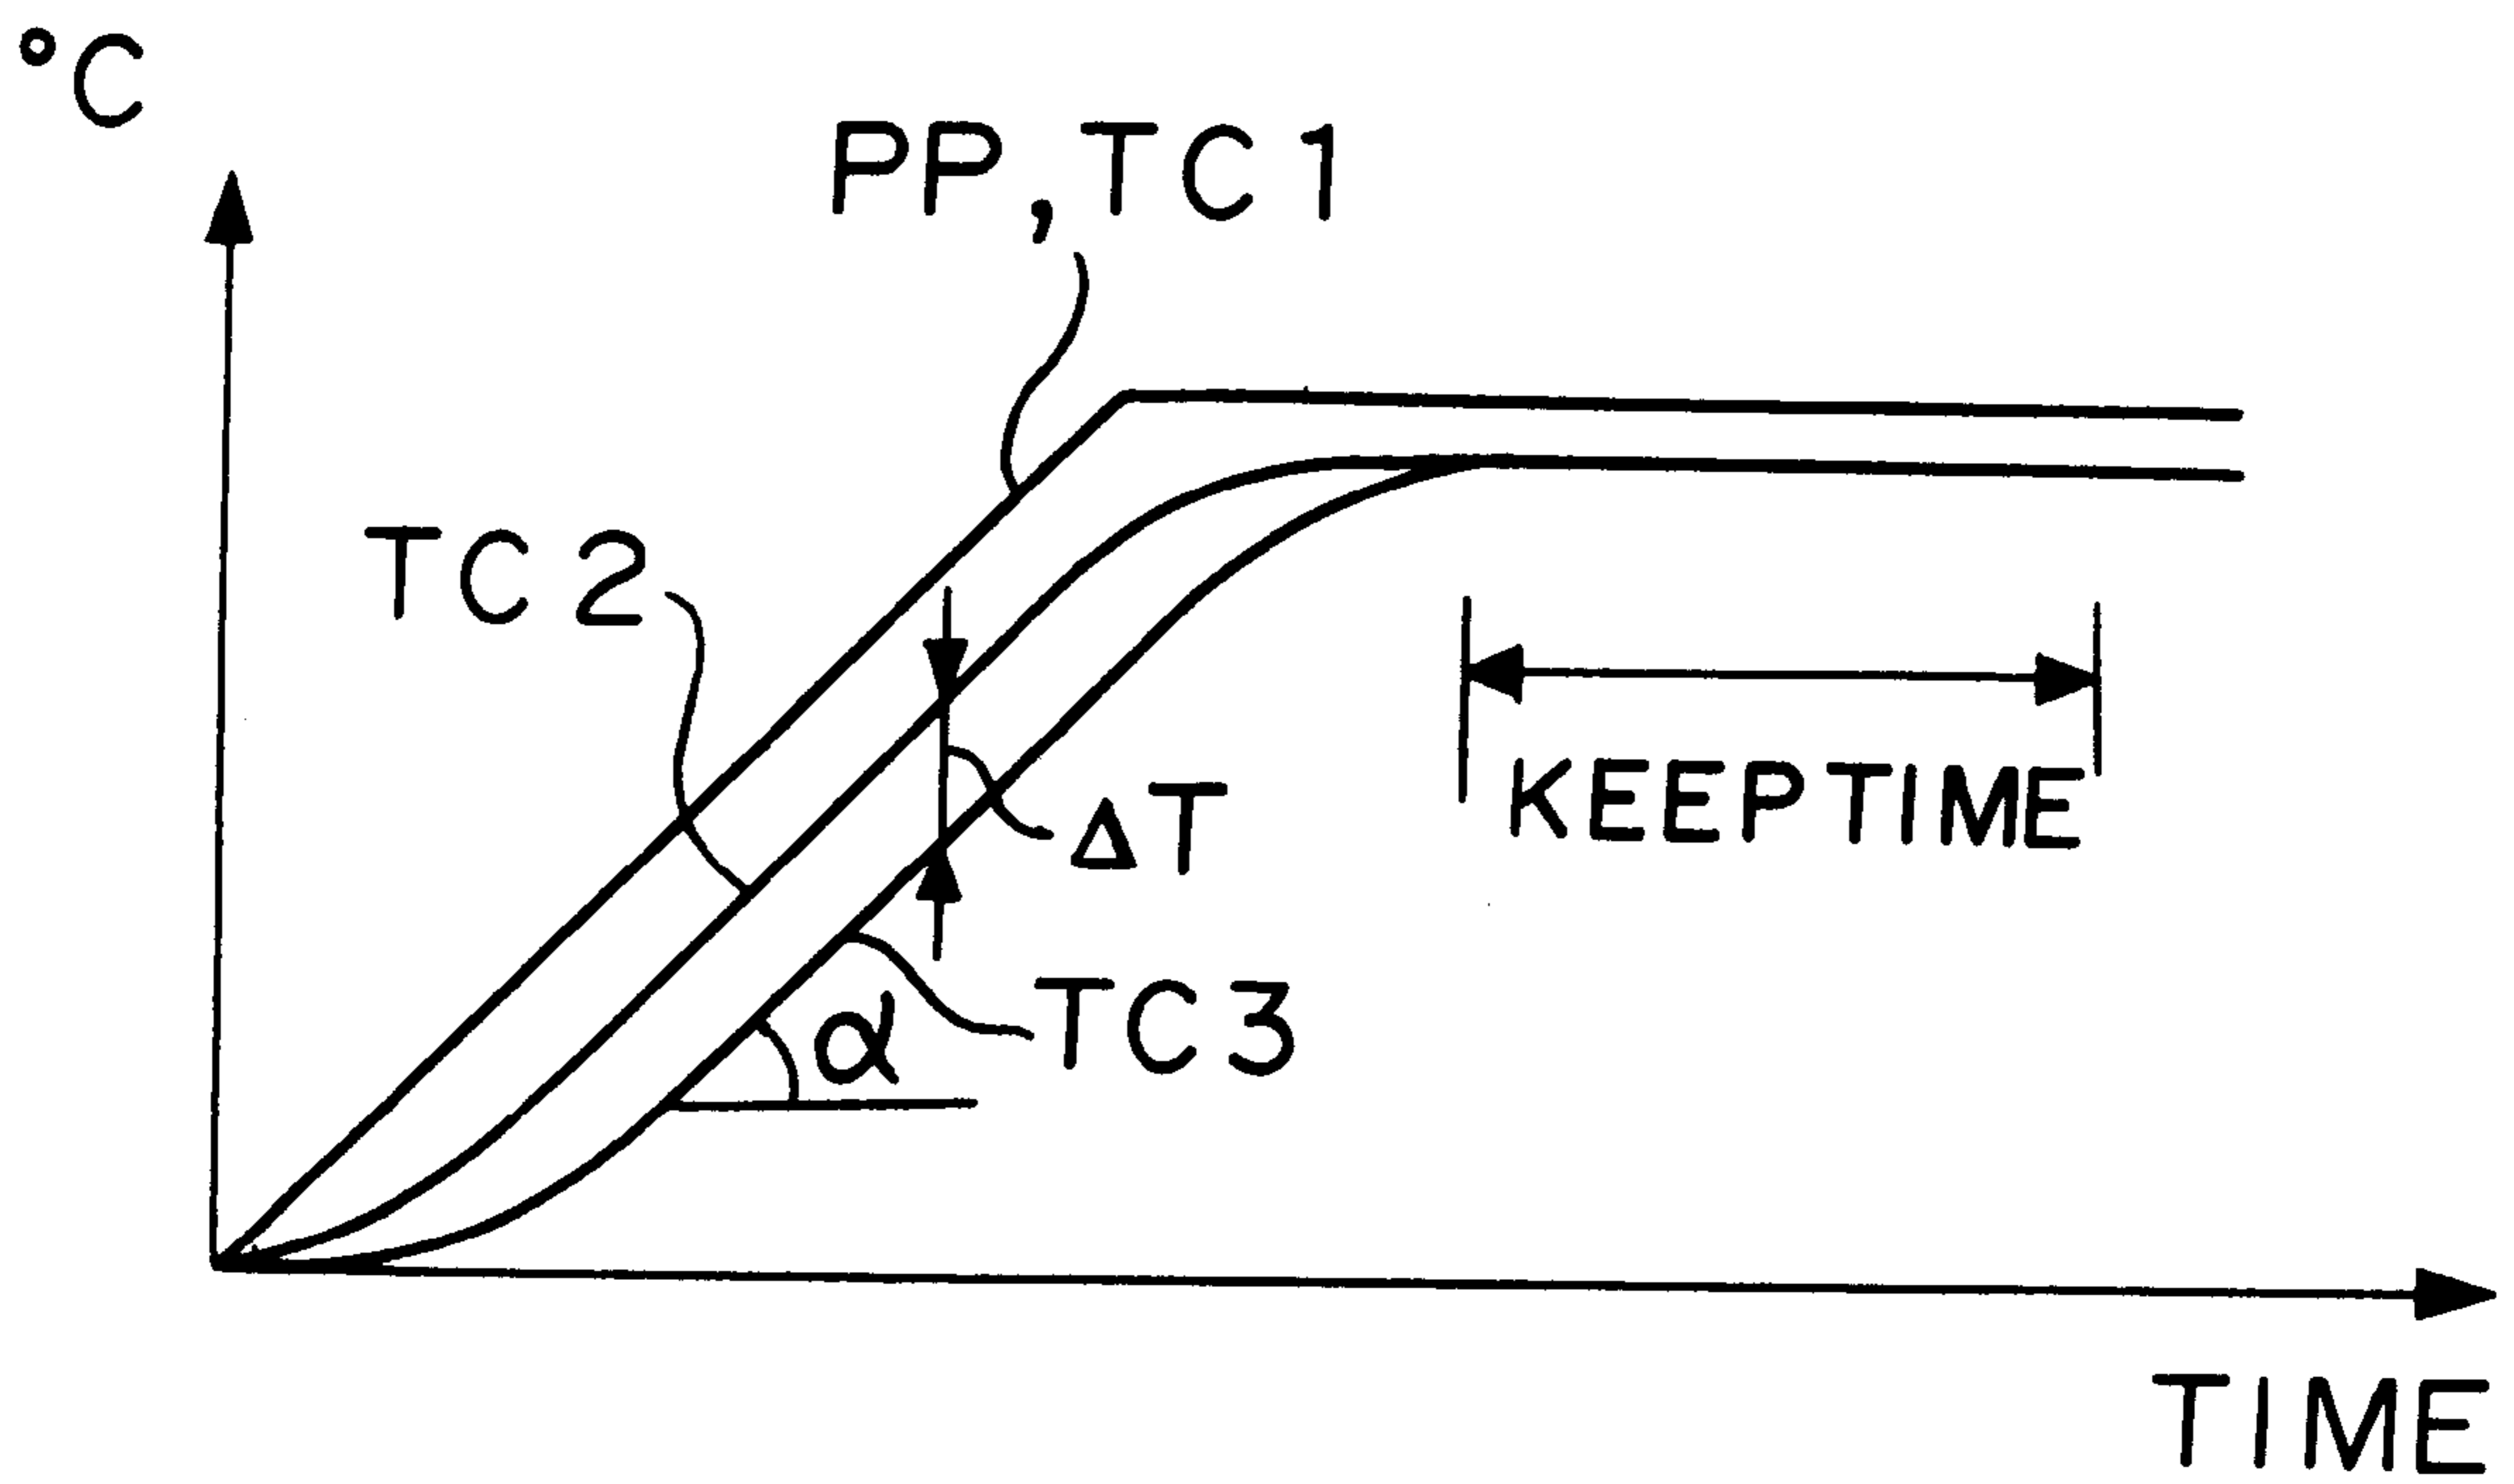 °C
PP, TC1
TC2
ΔT
KEEPTIME
TC3
α
TIME